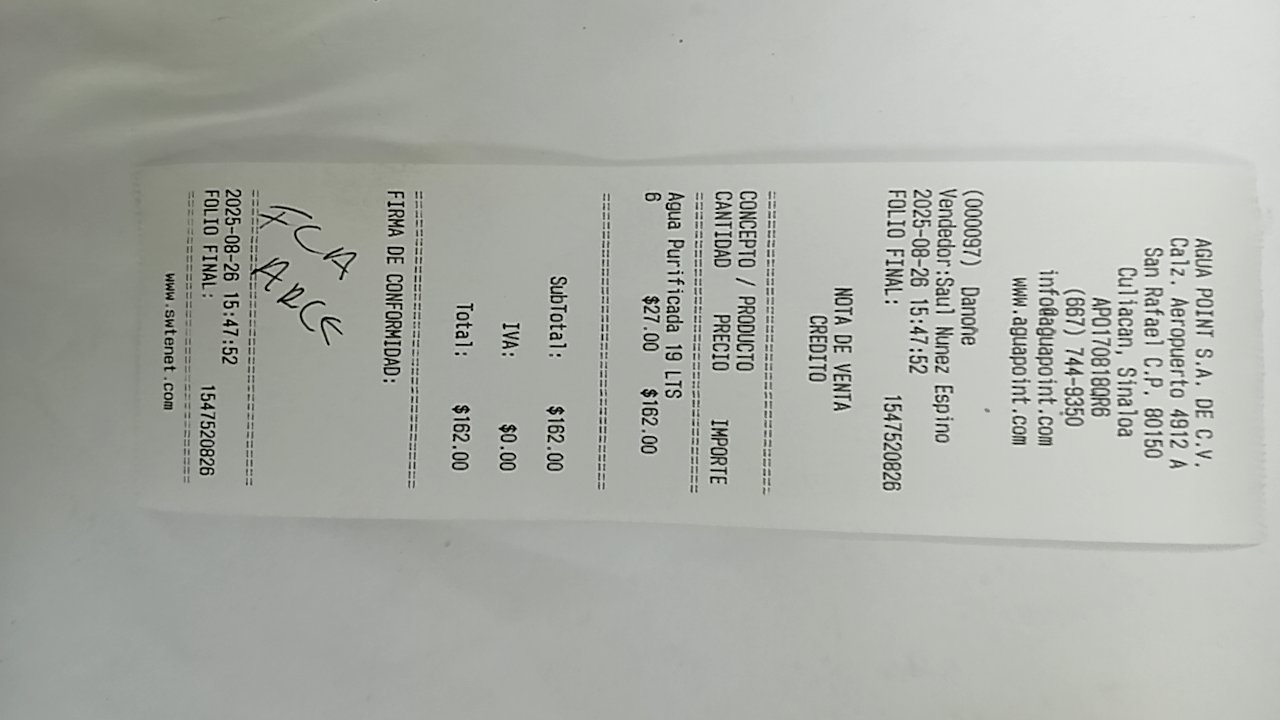 AGUA POINT S.A. DE C.V.
Calz. Aeropuerto 4912 A
San Rafael C.P. 80150
Culiacan, Sinaloa
APO170818QR6
(667) 744-9350
info@aguapoint.com
www.aguapoint.com
(000097) Danone
Vendedor:Saul Nunez Espino
2025-08-26 15:47:52
FOLIO FINAL: 1547520826
NOTA DE VENTA
CREDITO
===================================
CONCEPTO / PRODUCTO
CANTIDAD PRECIO IMPORTE
===================================
Agua Purificada 19 LTS
6 $27.00 $162.00
===================================
SubTotal: $162.00
IVA: $0.00
Total: $162.00
===================================
FIRMA DE CONFORMIDAD:
===================================
2025-08-26 15:47:52
FOLIO FINAL: 1547520826
===================================
www.swtenet.com